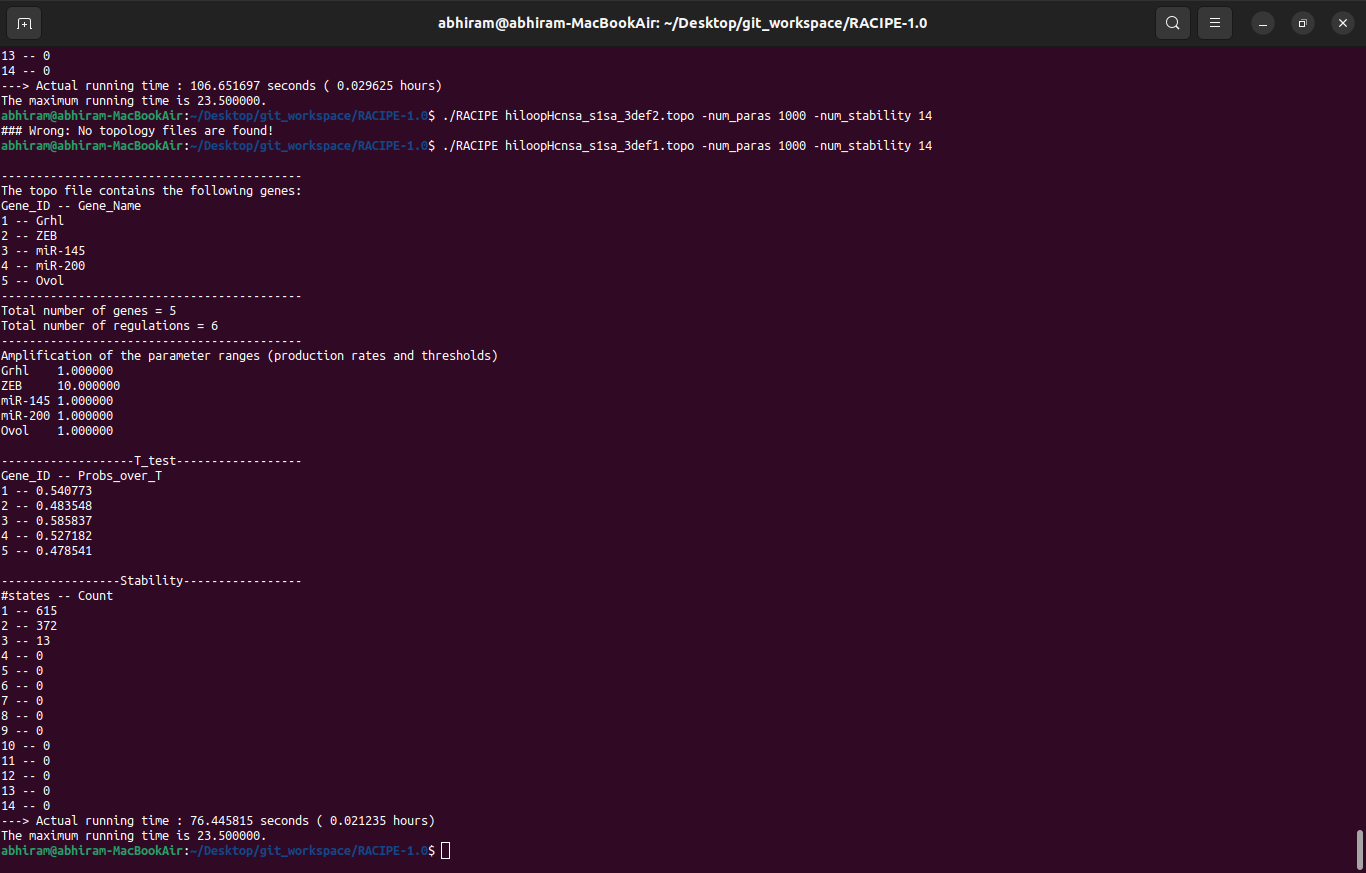 abhiram@abhiram-MacBookAir: ~/Desktop/git_workspace/RACIPE-1.0
13 -- 0
14 -- 0
---> Actual running time : 106.651697 seconds ( 0.029625 hours)
The maximum running time is 23.500000.
abhiram@abhiram-MacBookAir:~/Desktop/git_workspace/RACIPE-1.0$ ./RACIPE hiloopHcnsa_s1sa_3def2.topo -num_paras 1000 -num_stability 14
### Wrong: No topology files are found!
abhiram@abhiram-MacBookAir:~/Desktop/git_workspace/RACIPE-1.0$ ./RACIPE hiloopHcnsa_s1sa_3def1.topo -num_paras 1000 -num_stability 14
-------------------------------------------
The topo file contains the following genes:
Gene_ID -- Gene_Name
1 -- Grhl
2 -- ZEB
3 -- miR-145
4 -- miR-200
5 -- Ovol
-------------------------------------------
Total number of genes = 5
Total number of regulations = 6
-------------------------------------------
Amplification of the parameter ranges (production rates and thresholds)
Grhl    1.000000
ZEB     10.000000
miR-145 1.000000
miR-200 1.000000
Ovol    1.000000
-------------------T_test------------------
Gene_ID -- Probs_over_T
1 -- 0.540773
2 -- 0.483548
3 -- 0.585837
4 -- 0.527182
5 -- 0.478541
-----------------Stability-----------------
#states -- Count
1 -- 615
2 -- 372
3 -- 13
4 -- 0
5 -- 0
6 -- 0
7 -- 0
8 -- 0
9 -- 0
10 -- 0
11 -- 0
12 -- 0
13 -- 0
14 -- 0
---> Actual running time : 76.445815 seconds ( 0.021235 hours)
The maximum running time is 23.500000.
abhiram@abhiram-MacBookAir:~/Desktop/git_workspace/RACIPE-1.0$